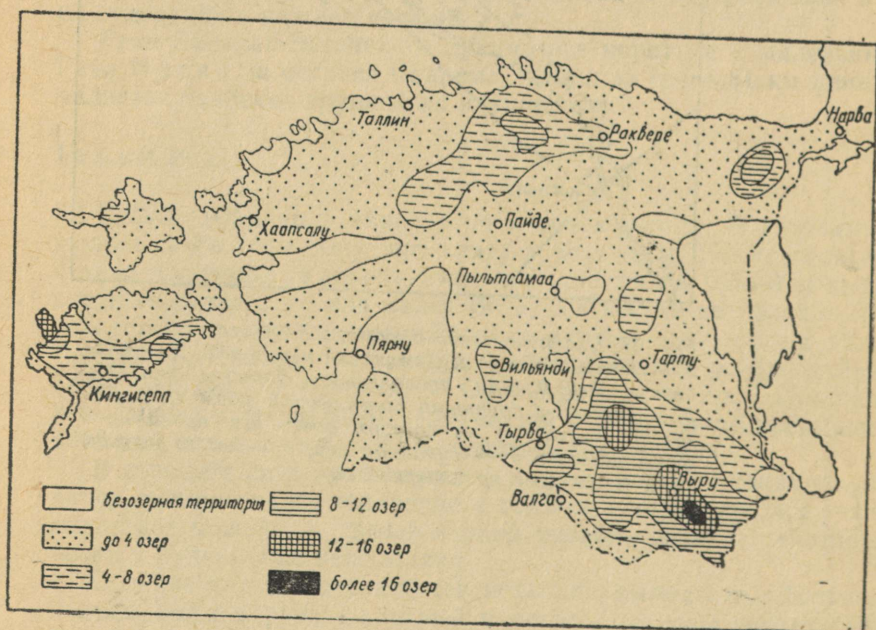 Таллин
Раквере
Нарва
Хаапсалу
Пайде
Пыльтсамаа
Пярну
Вильянди
Тарту
Кингисепп
Тырва
Выру
Валга
безозерная территория
до 4 озер
4-8 озер
8-12 озер
12-16 озер
более 16 озер